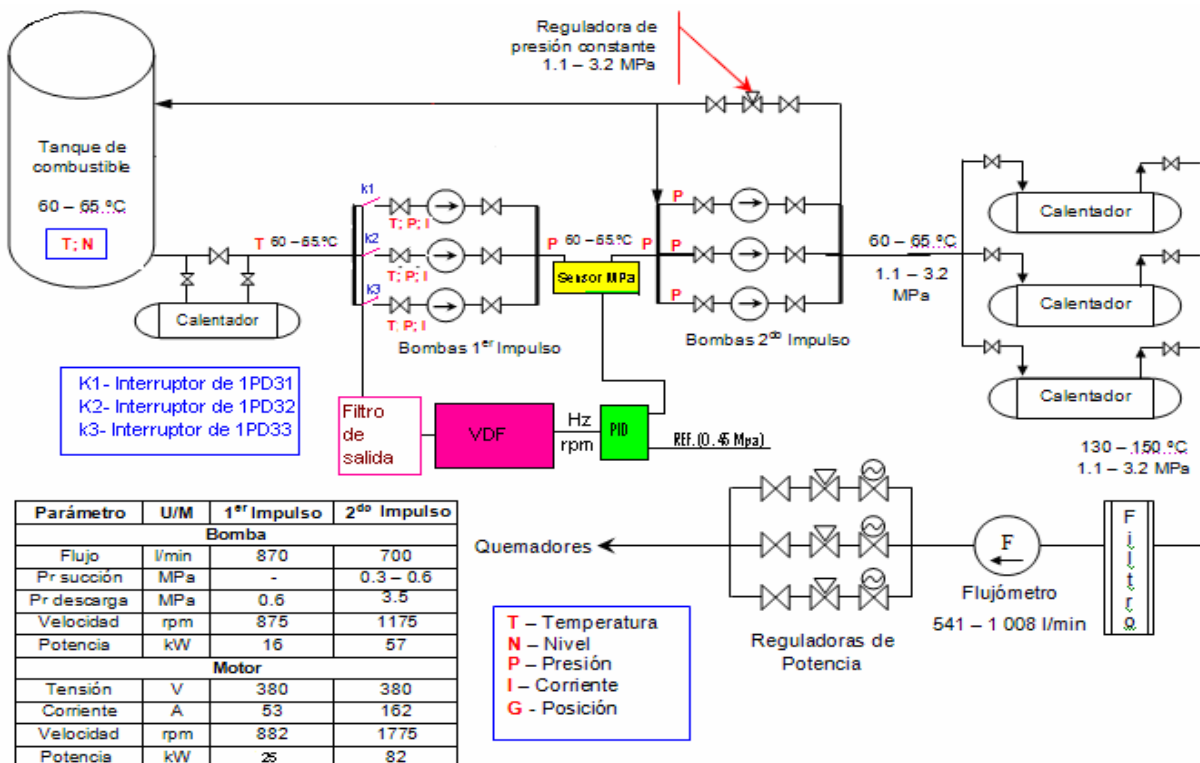 Reguladora de
presión constante
1.1 – 3.2 MPa
Tanque de
combustible
60 – 65 ºC
T; N
T 60 – 65.ºC
Calentador
k1
k2
k3
T; P; I
T; P; I
T; P; I
Bombas 1er Impulso
P 60 – 65.ºC P
Sensor MPa
P
P
P
Bombas 2do Impulso
60 – 65.ºC
1.1 – 3.2
MPa
Calentador
Calentador
Calentador
130 – 150 ºC
1.1 – 3.2 MPa
K1- Interruptor de 1PD31
K2- Interruptor de 1PD32
k3- Interruptor de 1PD33
Filtro
de
salida
VDF
Hz
rpm
PID
REF. (0.45 Mpa)
Parámetro U/M 1er Impulso 2do Impulso
Bomba
Flujo l/min 870 700
Pr succión MPa - 0.3 – 0.6
Pr descarga MPa 0.6 3.5
Velocidad rpm 875 1175
Potencia kW 16 57
Motor
Tensión V 380 380
Corriente A 53 162
Velocidad rpm 882 1775
Potencia kW 25 82
Quemadores
T – Temperatura
N – Nivel
P – Presión
I – Corriente
G - Posición
Reguladoras de
Potencia
F
Flujómetro
541 – 1 008 l/min
Filtro